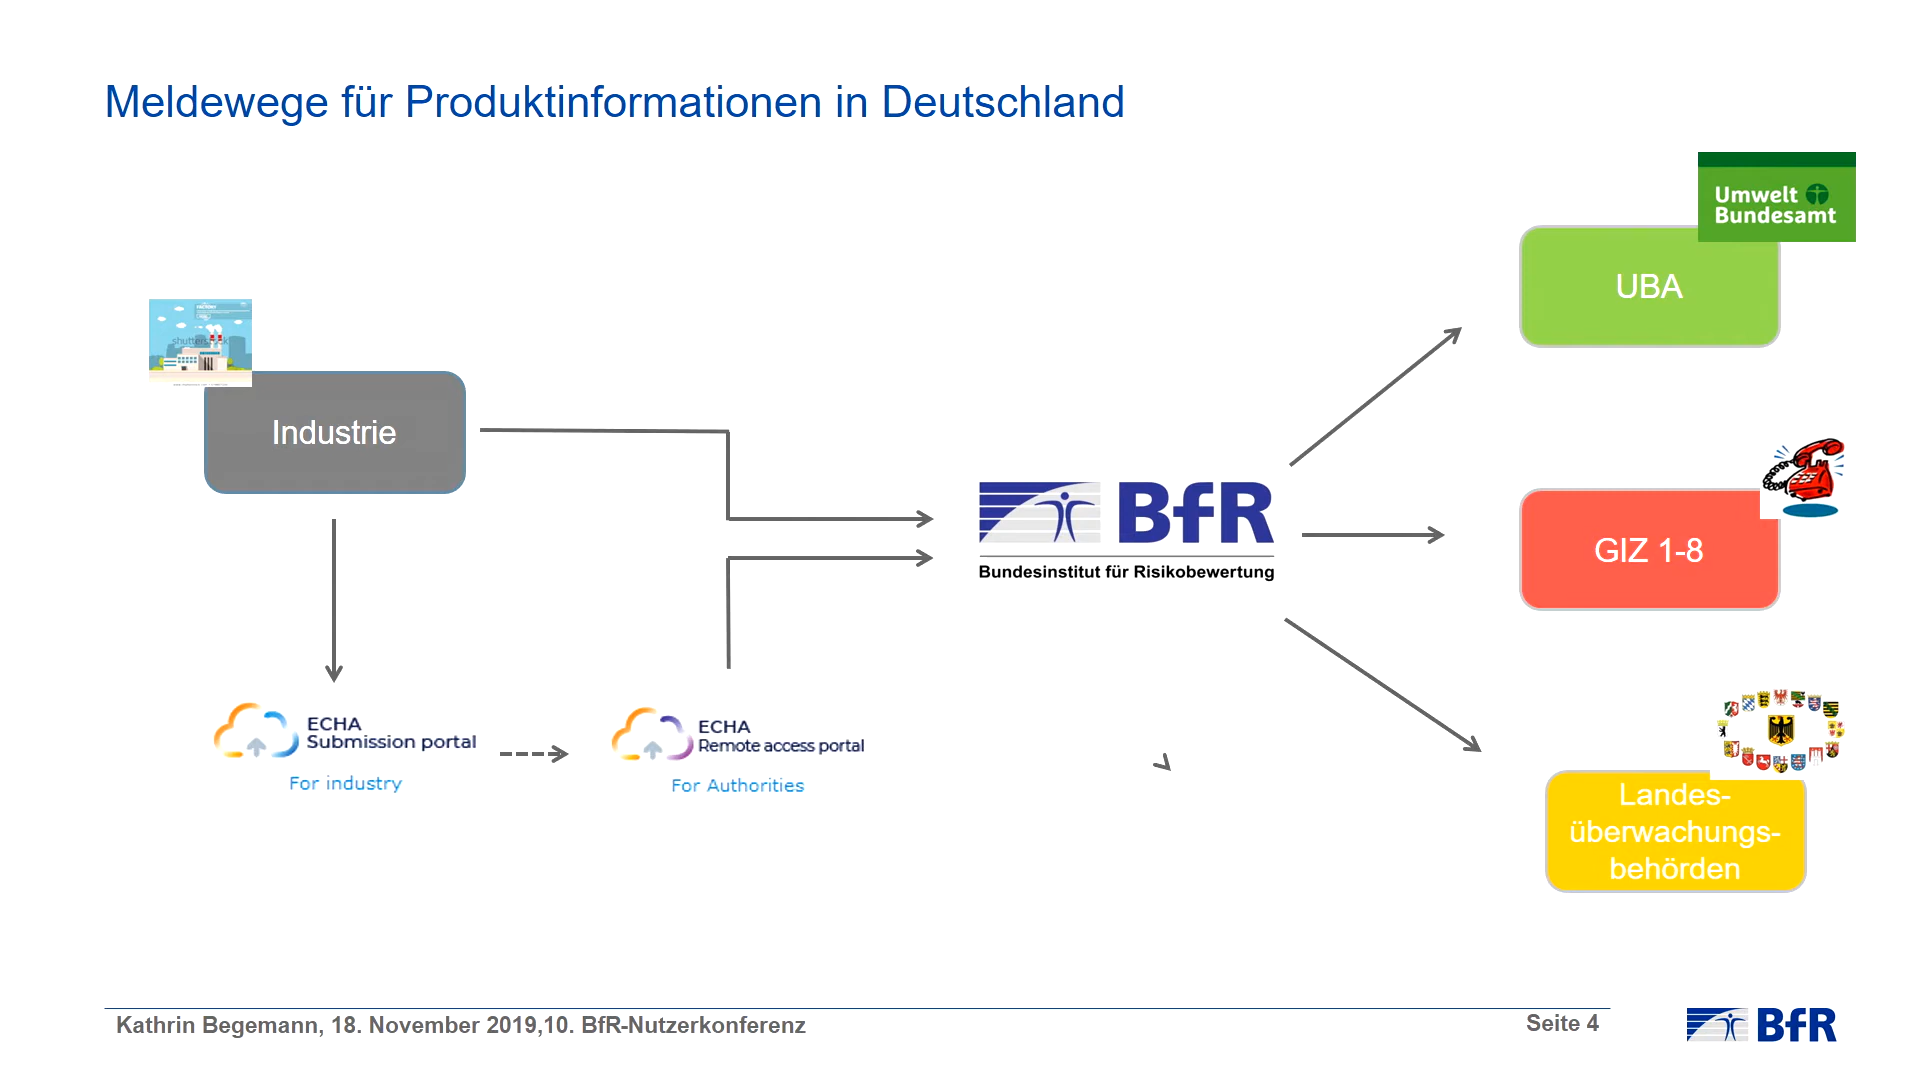 Meldewege für Produktinformationen in Deutschland
Umwelt
Bundesamt
UBA
shutterstock
Industrie
BfR
Bundesinstitut für Risikobewertung
GIZ 1-8
ECHA
Submission portal
For industry
ECHA
Remote access portal
For Authorities
Landes-
überwachungs-
behörden
Kathrin Begemann, 18. November 2019,10. BfR-Nutzerkonferenz
Seite 4
BfR